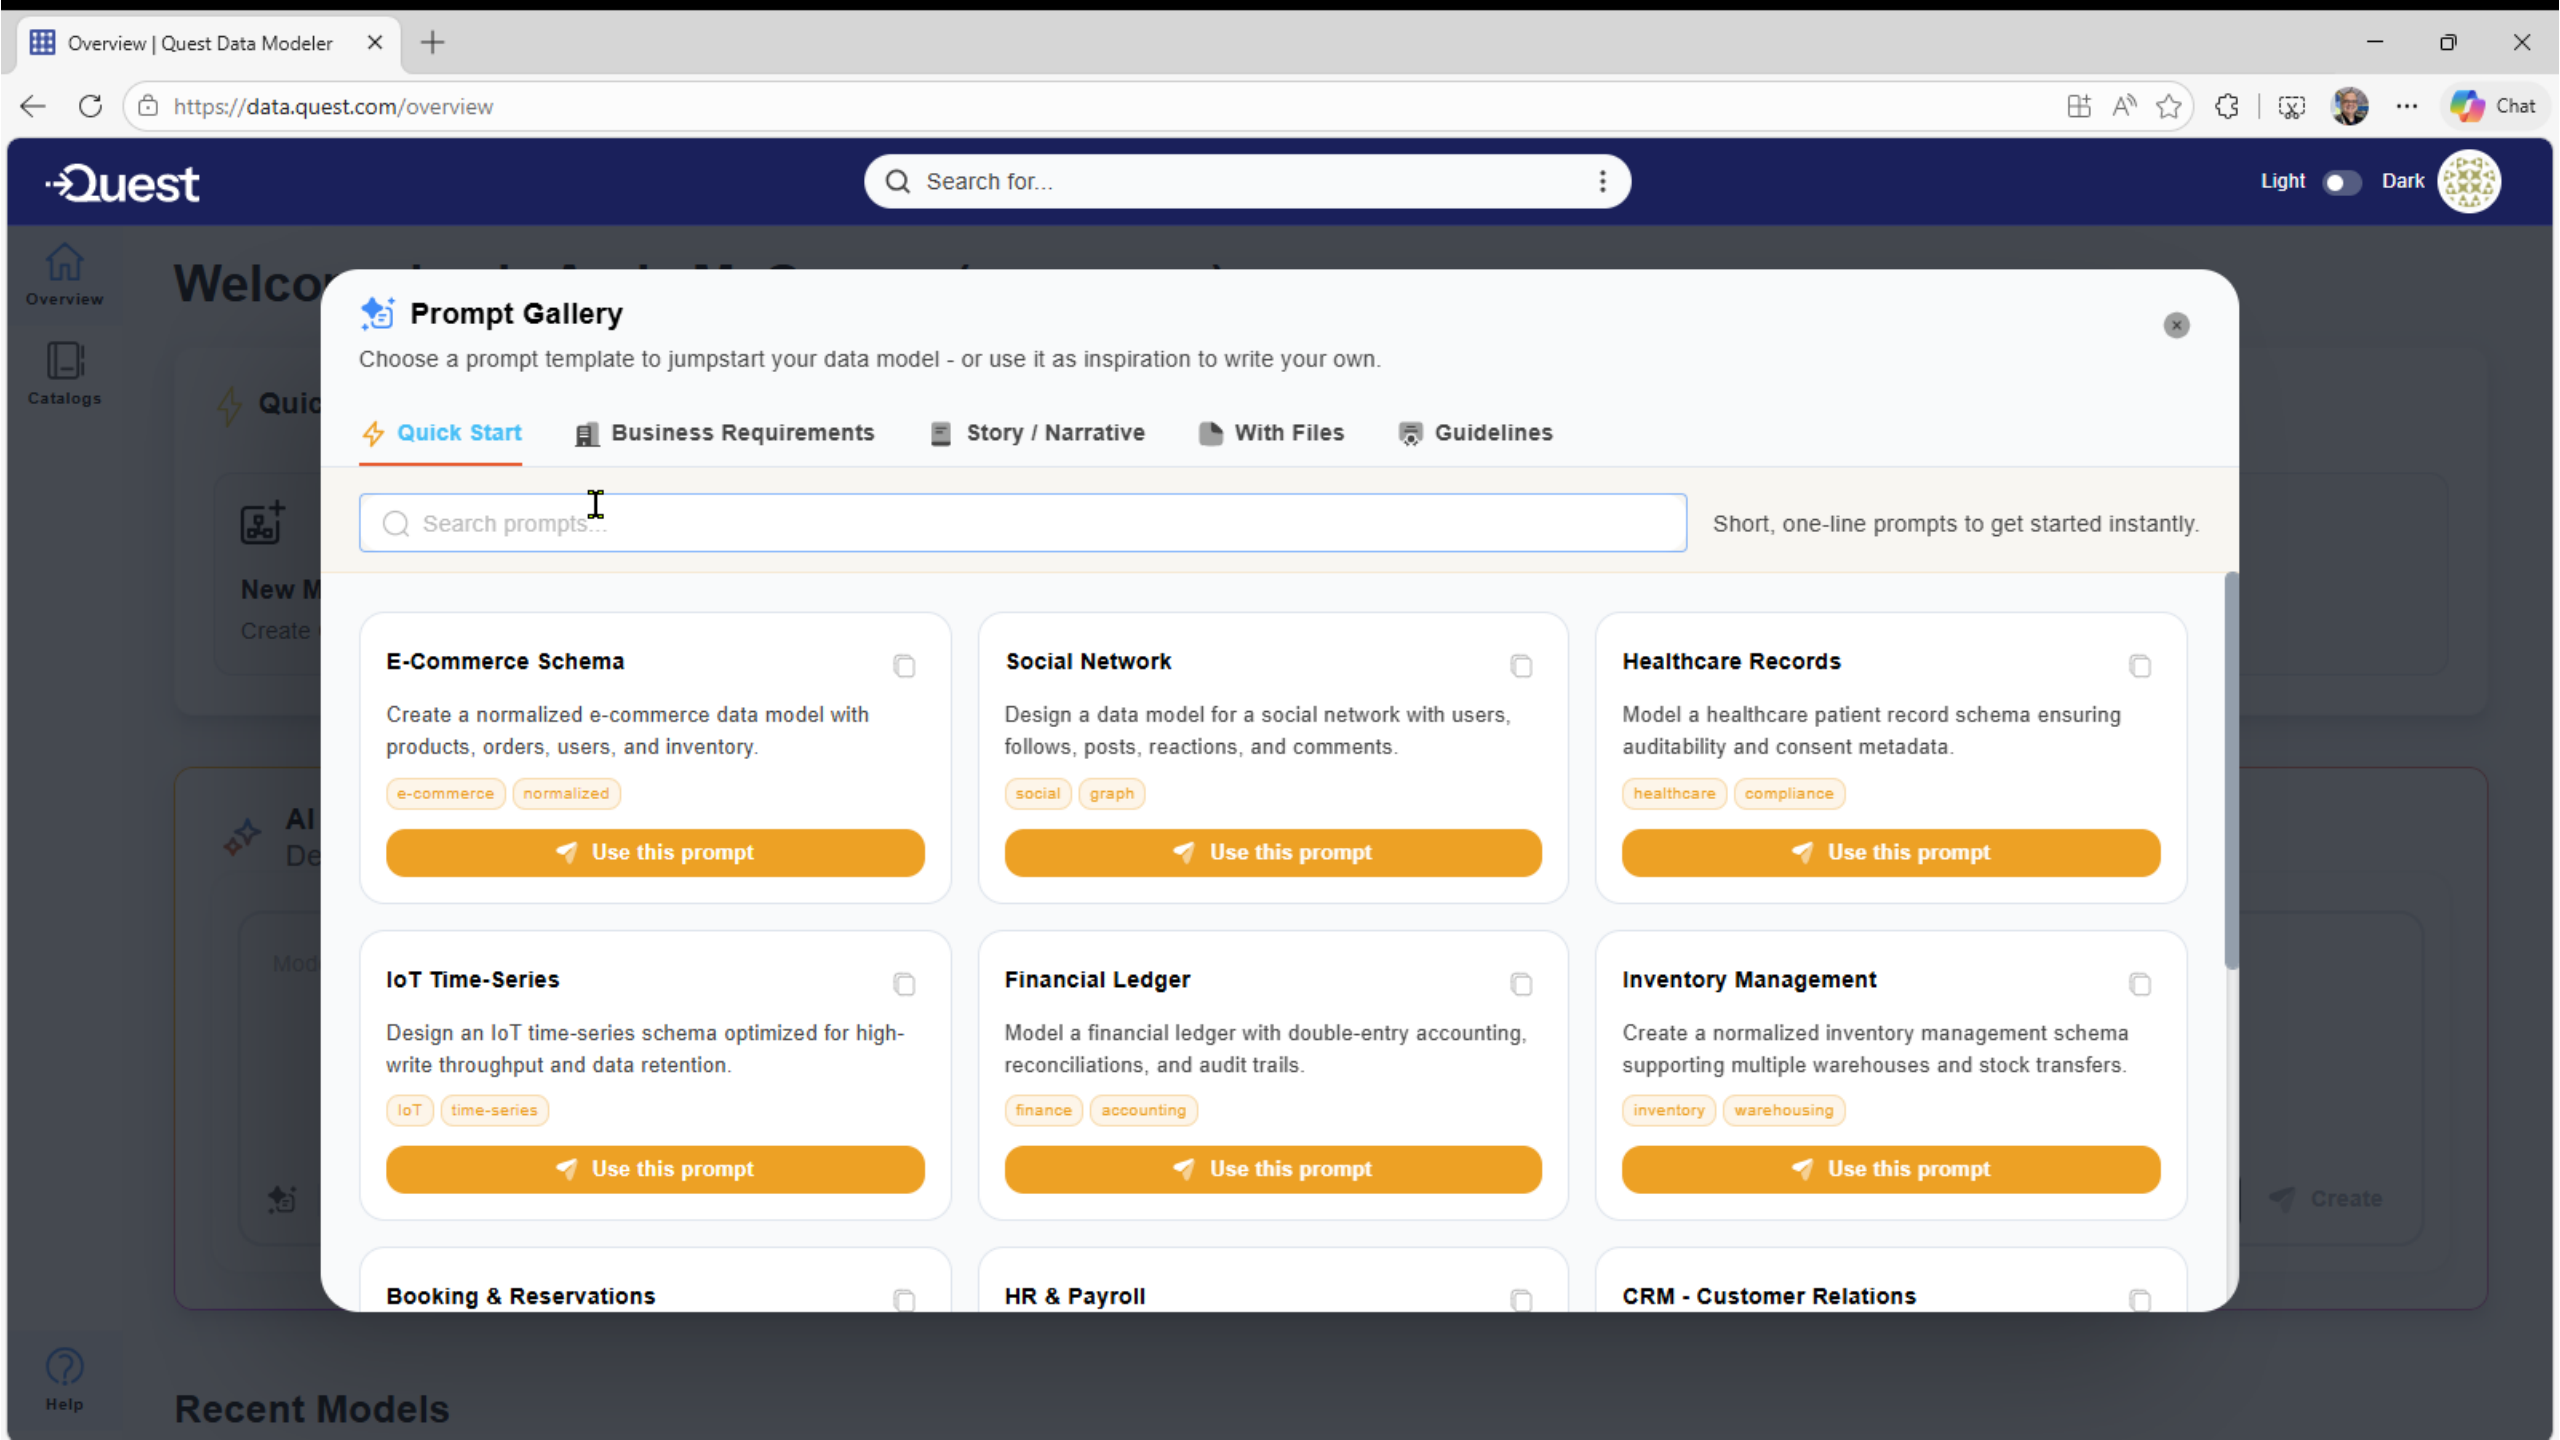 Overview | Quest Data Modeler
https://data.quest.com/overview
Chat
Quest
Search for...
Light
Dark
Overview
Catalogs
Prompt Gallery
Choose a prompt template to jumpstart your data model - or use it as inspiration to write your own.
Quick Start
Business Requirements
Story / Narrative
With Files
Guidelines
Search prompts...
Short, one-line prompts to get started instantly.
New M
Create
E-Commerce Schema
Create a normalized e-commerce data model with
products, orders, users, and inventory.
e-commerce
normalized
Use this prompt
Social Network
Design a data model for a social network with users,
follows, posts, reactions, and comments.
social
graph
Use this prompt
Healthcare Records
Model a healthcare patient record schema ensuring
auditability and consent metadata.
healthcare
compliance
Use this prompt
AI
De
IoT Time-Series
Design an IoT time-series schema optimized for high-
write throughput and data retention.
IoT
time-series
Use this prompt
Financial Ledger
Model a financial ledger with double-entry accounting,
reconciliations, and audit trails.
finance
accounting
Use this prompt
Inventory Management
Create a normalized inventory management schema
supporting multiple warehouses and stock transfers.
inventory
warehousing
Use this prompt
Create
Booking & Reservations
HR & Payroll
CRM - Customer Relations
Help
Recent Models